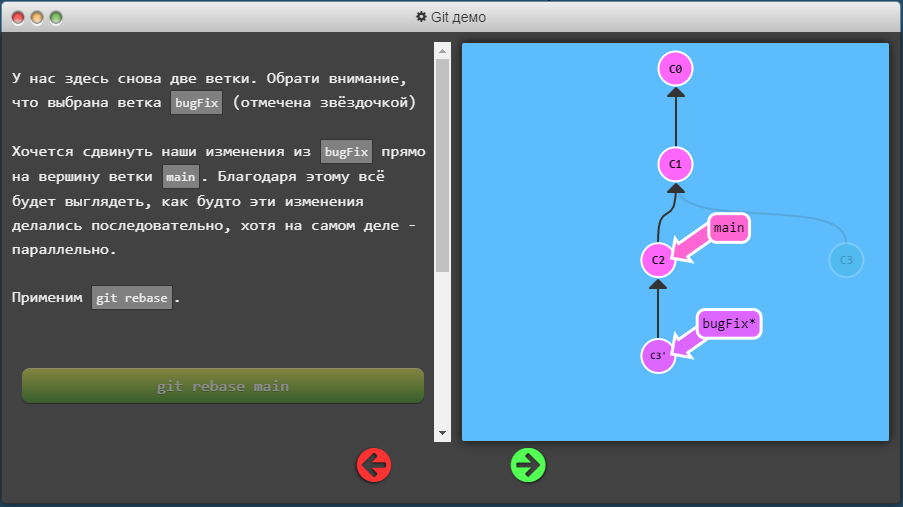 Git демо
У нас здесь снова две ветки. Обрати внимание,
что выбрана ветка bugFix (отмечена звёздочкой)
Хочется сдвинуть наши изменения из bugFix прямо
на вершину ветки main. Благодаря этому всё
будет выглядеть, как будто эти изменения
делались последовательно, хотя на самом деле -
параллельно.
Применим git rebase.
git rebase main
C0
C1
main
C2
C3
bugFix*
C3'